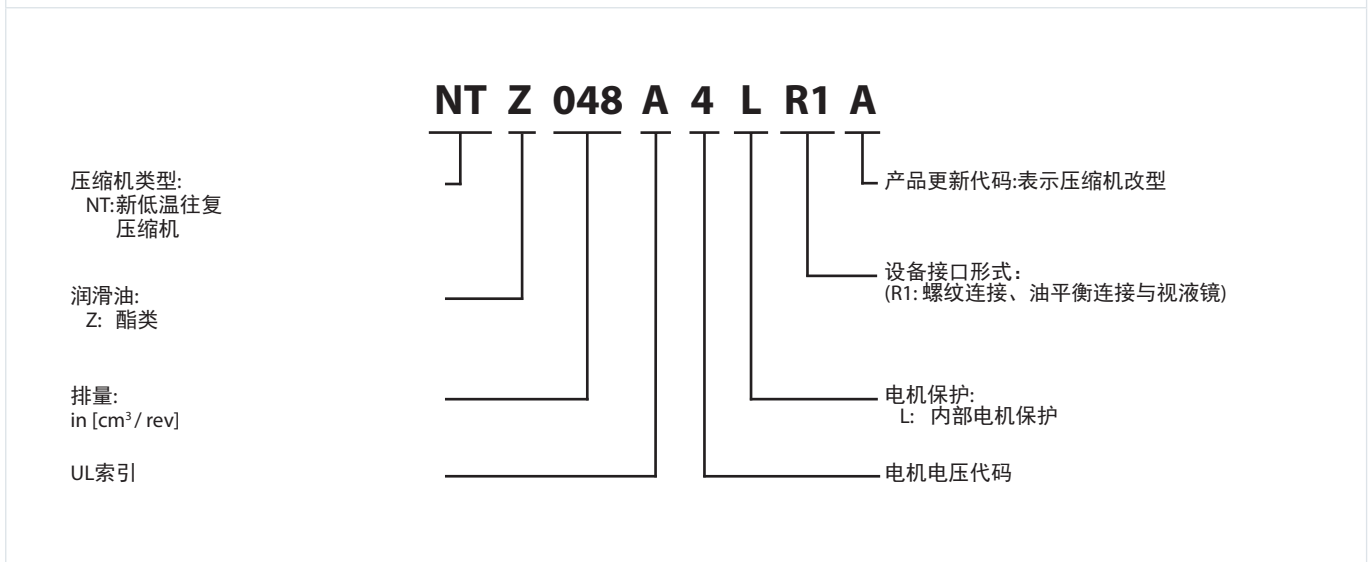 NT Z 048 A 4 L R1 A
压缩机类型:
NT:新低温往复
压缩机
润滑油:
Z: 酯类
排量:
in [cm³/ rev]
UL索引
产品更新代码:表示压缩机改型
设备接口形式：
(R1: 螺纹连接、油平衡连接与视液镜)
电机保护:
L: 内部电机保护
电机电压代码